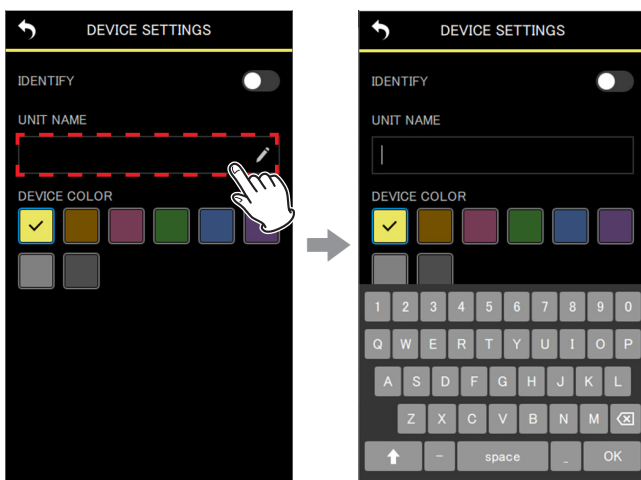 DEVICE SETTINGS
IDENTIFY
UNIT NAME
DEVICE COLOR
DEVICE SETTINGS
IDENTIFY
UNIT NAME
DEVICE COLOR
1 2 3 4 5 6 7 8 9 0
Q W E R T Y U I O P
A S D F G H J K L
Z X C V B N M
- space _ OK